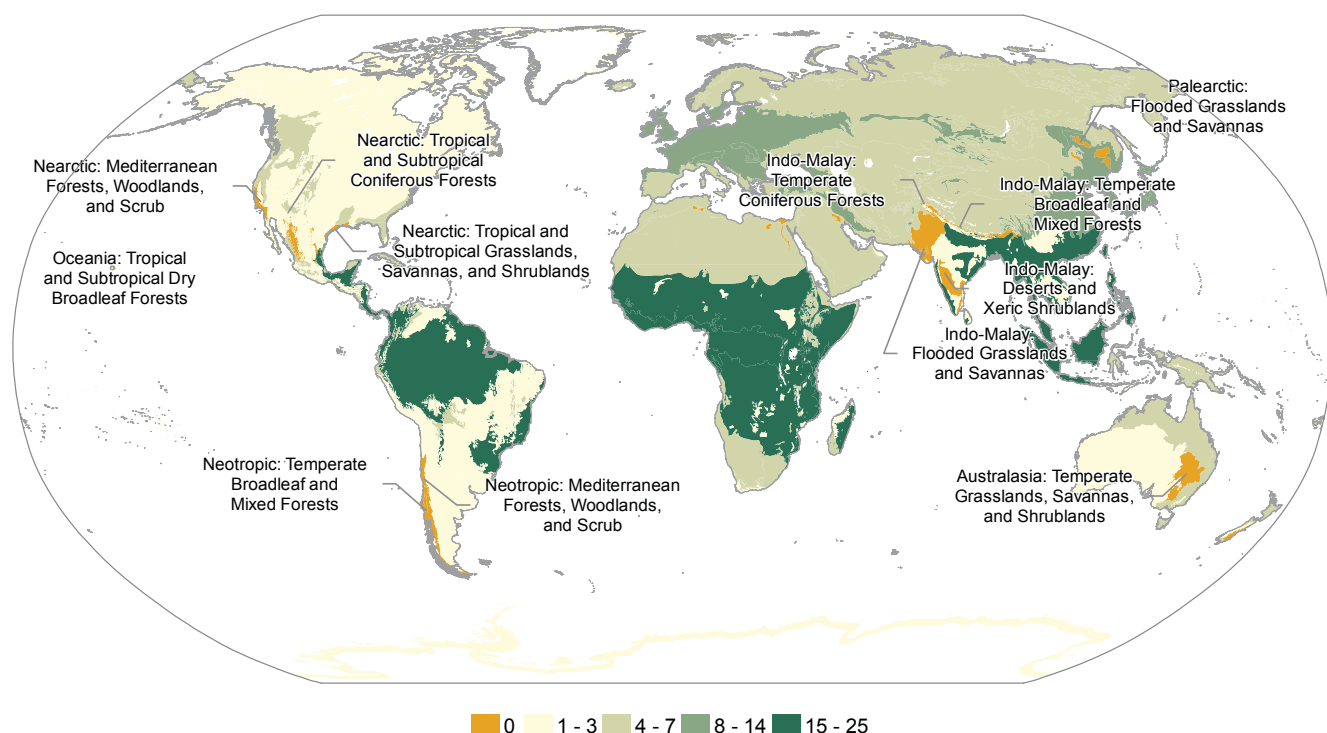 Palearctic:
Flooded Grasslands
and Savannas
Nearctic: Tropical
and Subtropical
Coniferous Forests
Nearctic: Mediterranean
Forests, Woodlands,
and Scrub
Indo-Malay:
Temperate
Coniferous Forests
Indo-Malay: Temperate
Broadleaf and
Mixed Forests
Nearctic: Tropical and
Subtropical Grasslands,
Savannas, and Shrublands
Oceania: Tropical
and Subtropical Dry
Broadleaf Forests
Indo-Malay:
Deserts and
Xeric Shrublands
Indo-Malay:
Flooded Grasslands
and Savannas
Neotropic: Temperate
Broadleaf and
Mixed Forests
Neotropic: Mediterranean
Forests, Woodlands,
and Scrub
Australasia: Temperate
Grasslands, Savannas,
and Shrublands
0 1 - 3 4 - 7 8 - 14 15 - 25